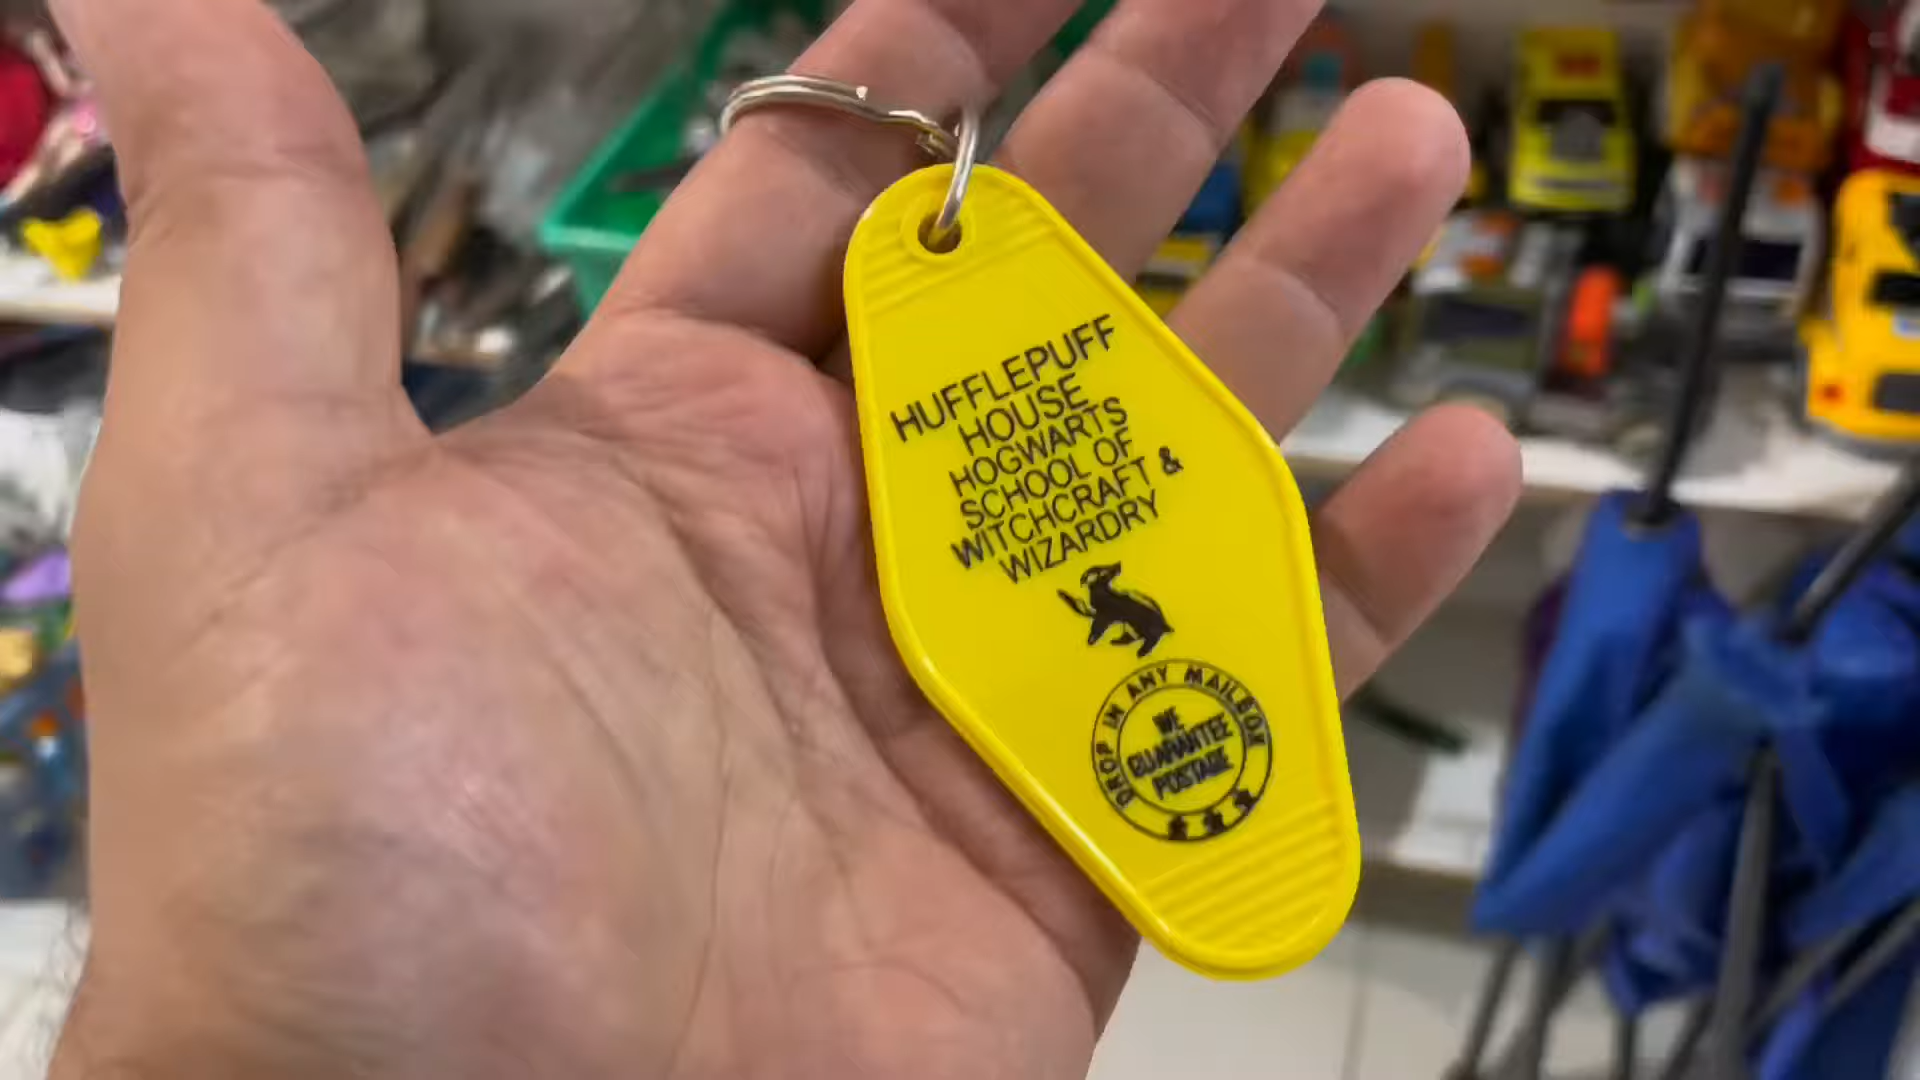 HUFFLEPUFF
HOUSE
HOGWARTS
SCHOOL OF
WITCHCRAFT &
WIZARDRY
DROP IN ANY MAILBOX
WE
GUARANTEE
POSTAGE